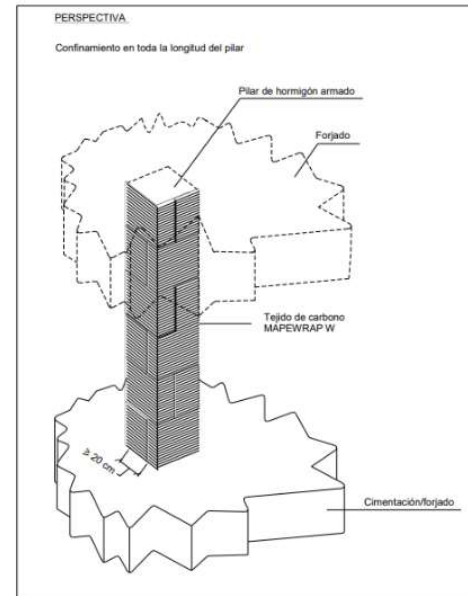 PERSPECTIVA
Confinamiento en toda la longitud del pilar
Pilar de hormigón armado
Forjado
Tejido de carbono
MAPEWRAP W
≥ 20 cm
Cimentación/forjado